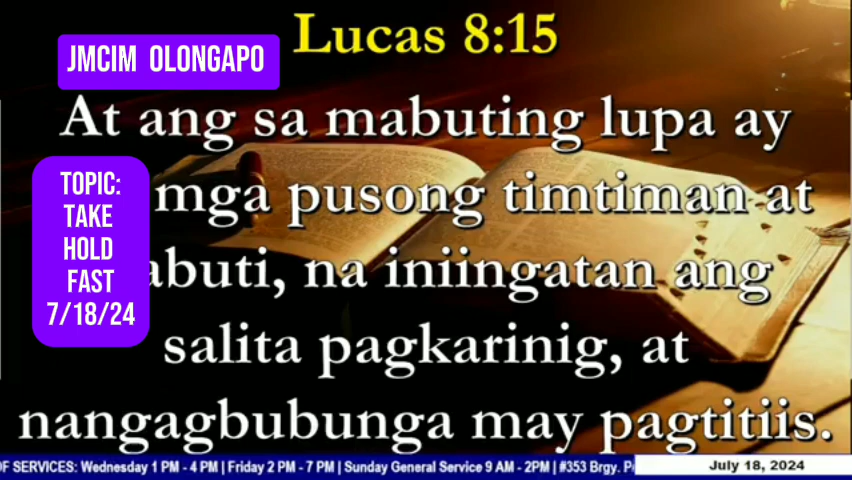 Lucas 8:15
JMCIM OLONGAPO
At ang sa mabuting lupa ay
mga pusong timtiman at
abuti, na iniingatan ang
salita pagkarinig, at
nangagbubunga may pagtitiis.
TOPIC:
TAKE
HOLD
FAST
7/18/24
OF SERVICES: Wednesday 1 PM - 4 PM | Friday 2 PM - 7 PM | Sunday General Service 9 AM - 2PM | #353 Brgy.
July 18, 2024